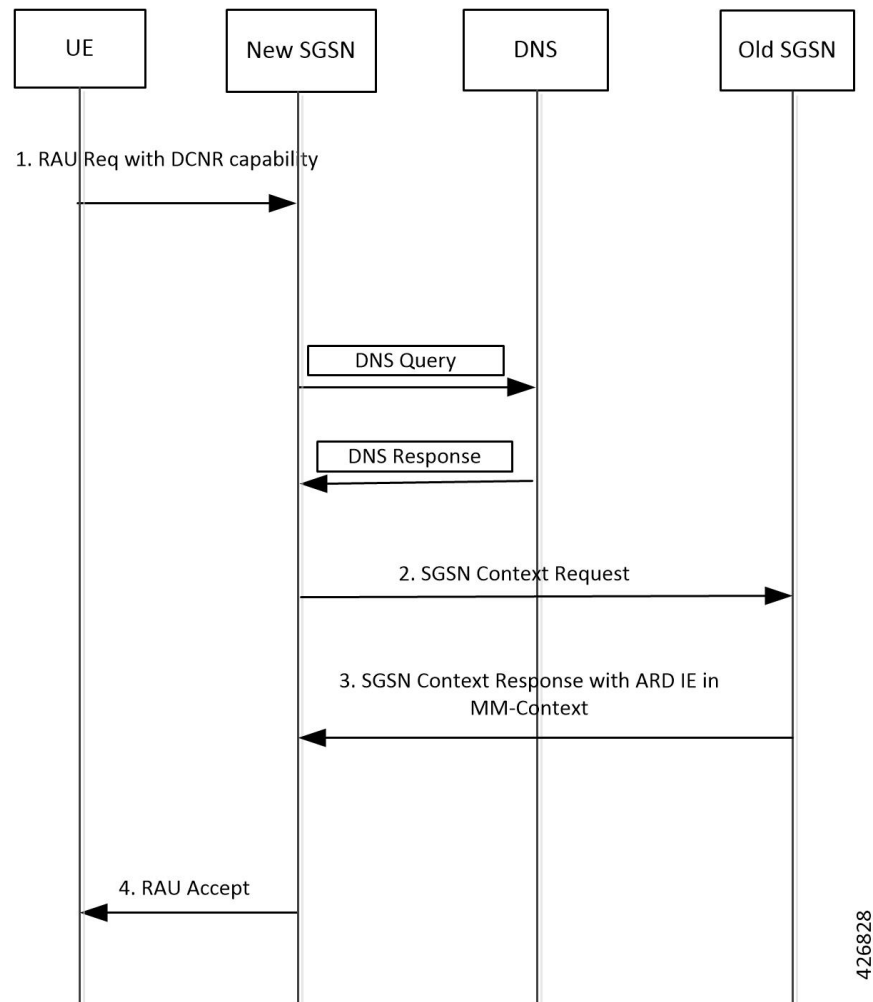 UE
New SGSN
DNS
Old SGSN
1. RAU Req with DCNR capability
DNS Query
DNS Response
2. SGSN Context Request
3. SGSN Context Response with ARD IE in
MM-Context
4. RAU Accept
426828